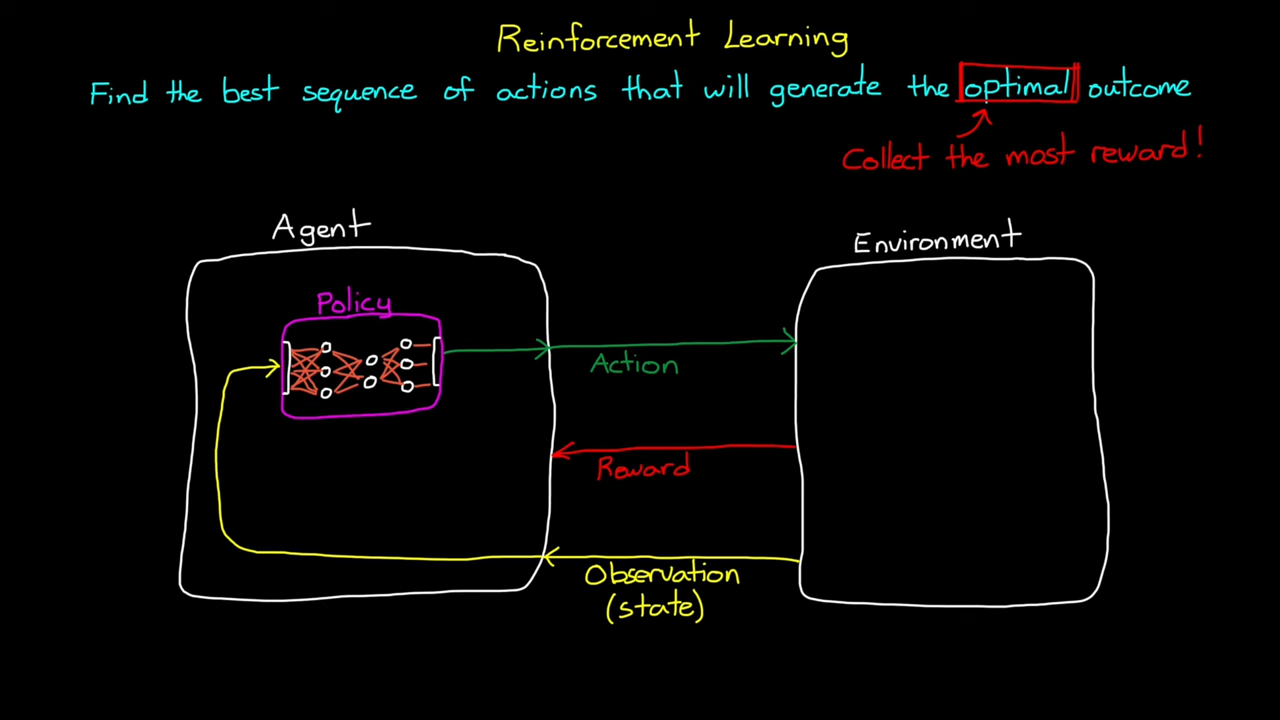 Reinforcement Learning
Find the best sequence of actions that will generate the optimal outcome
Collect the most reward!
Agent
Environment
Policy
Action
Reward
Observation
(state)